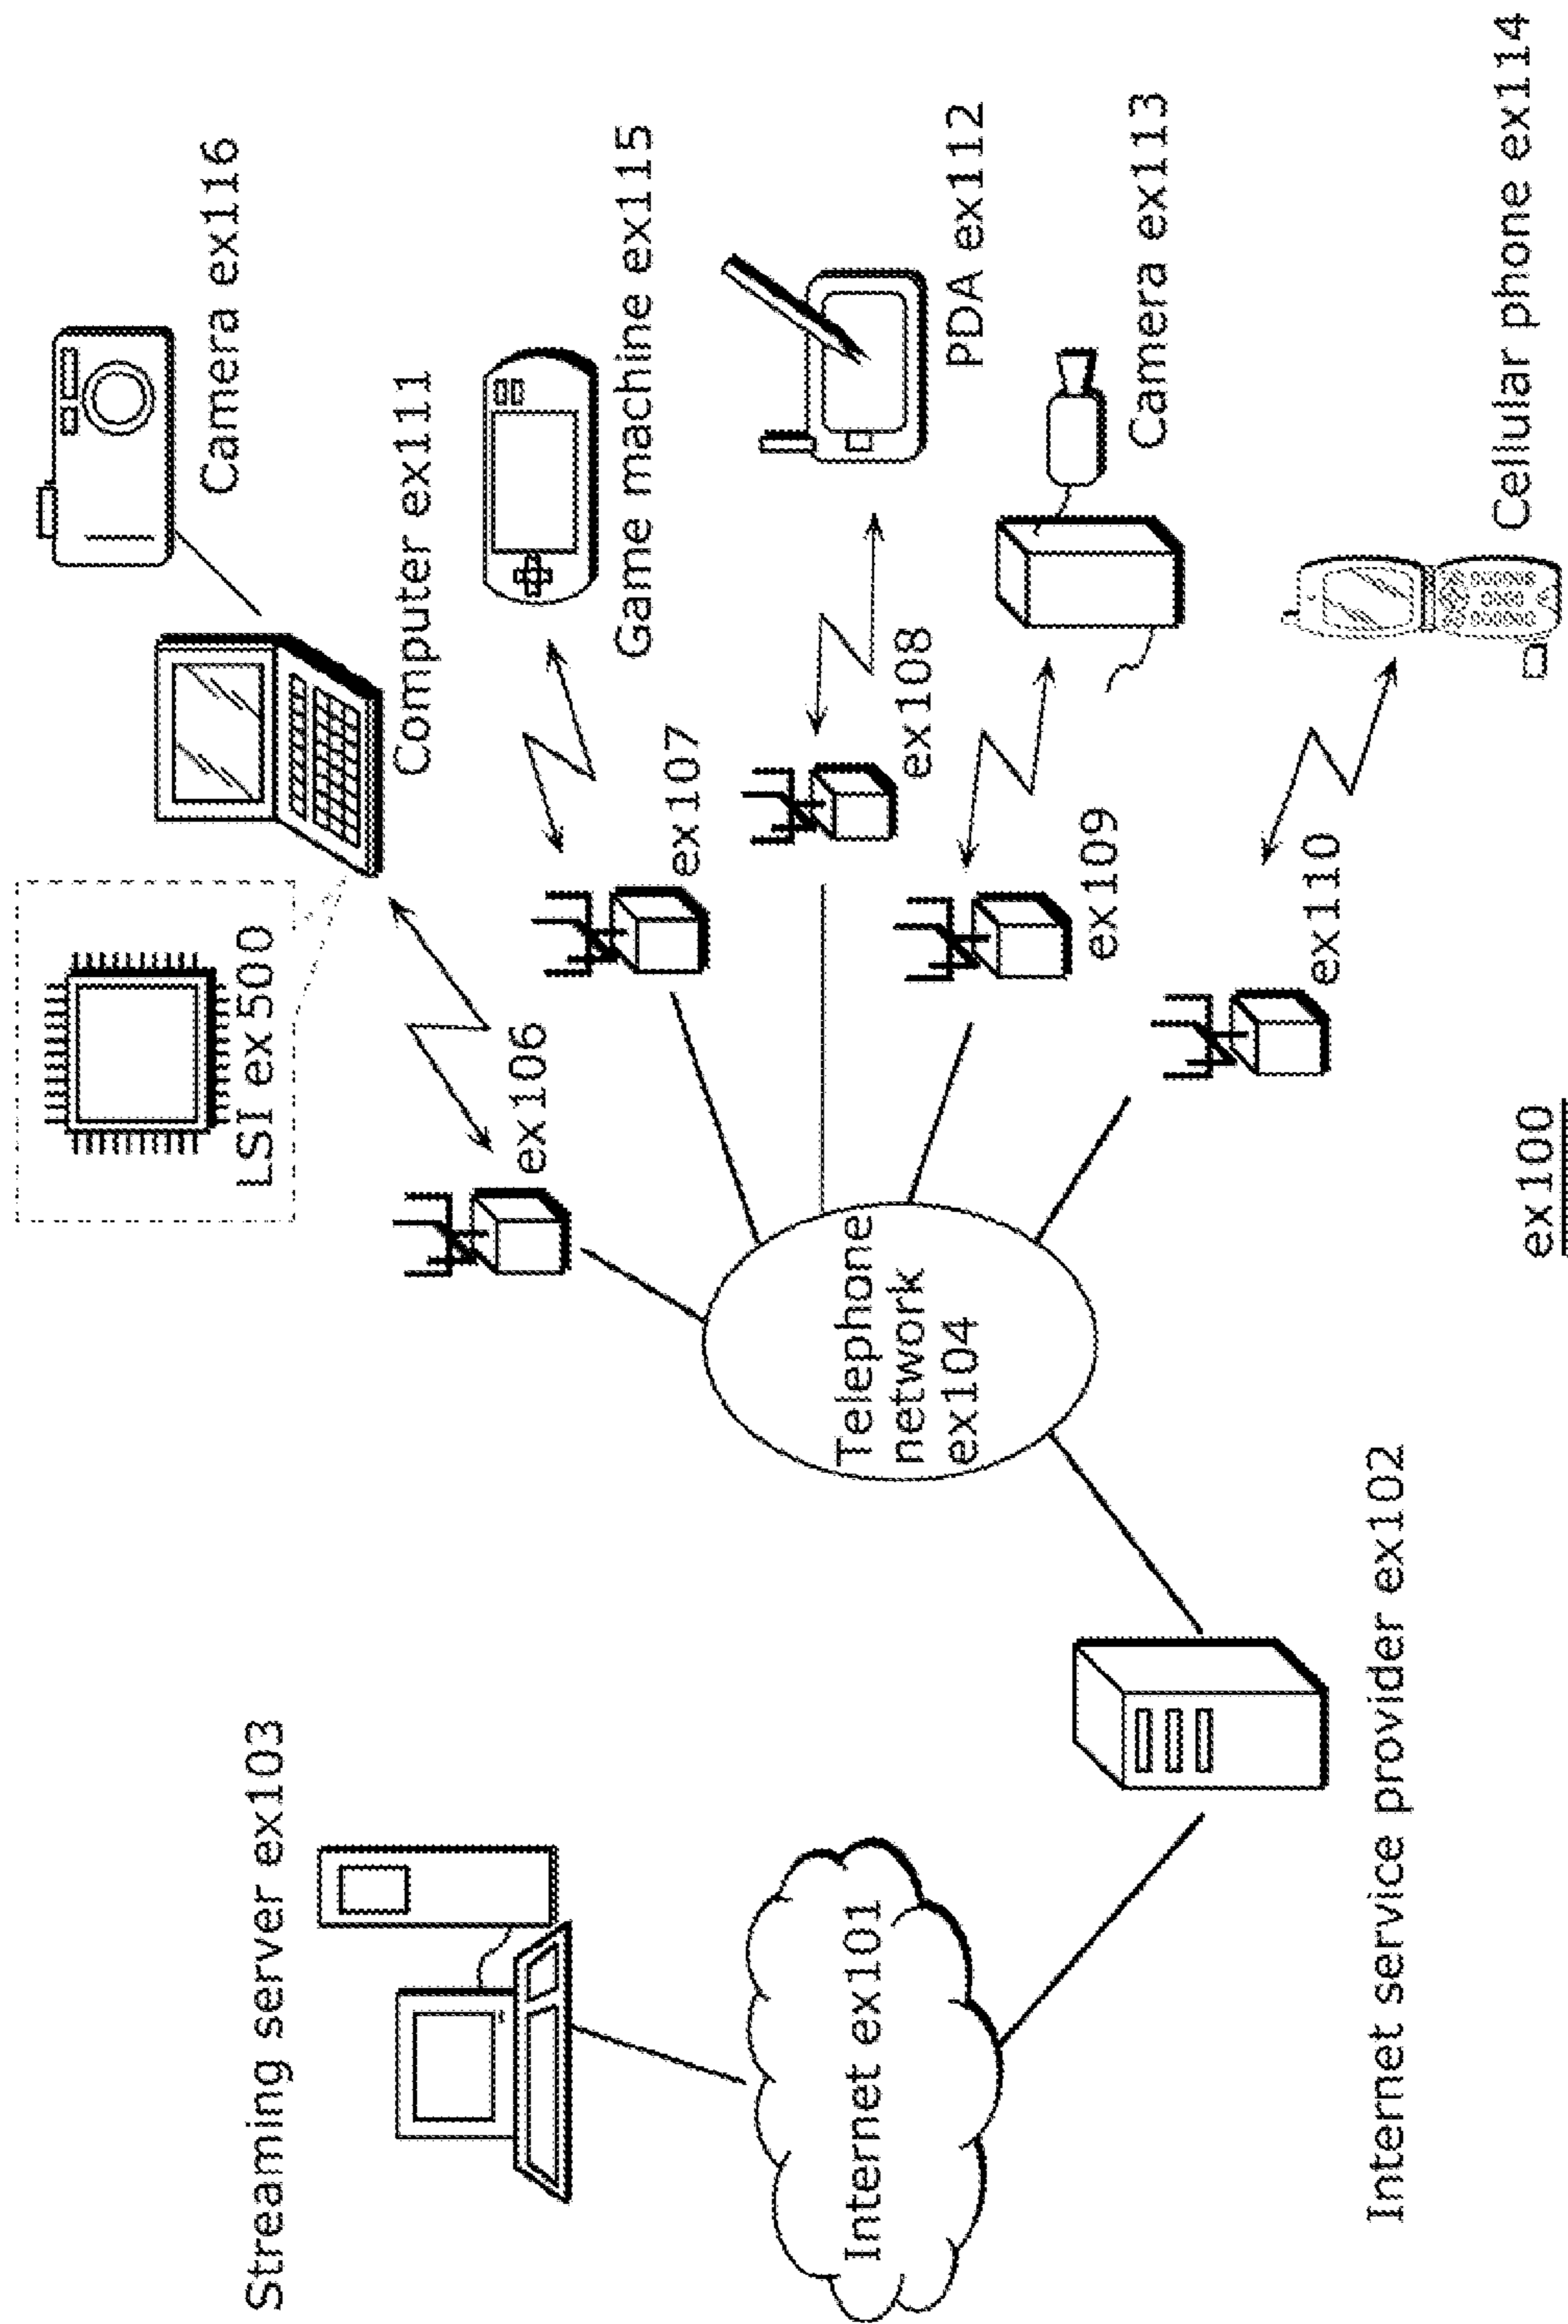 Camera ex116
LSI ex500
Streaming server ex103
Computer ex111
ex106
Game machine ex115
ex107
Internet ex101
Telephone
network
ex104
ex108
PDA ex112
ex109
Camera ex113
ex110
Internet service provider ex102
Cellular phone ex114
ex100